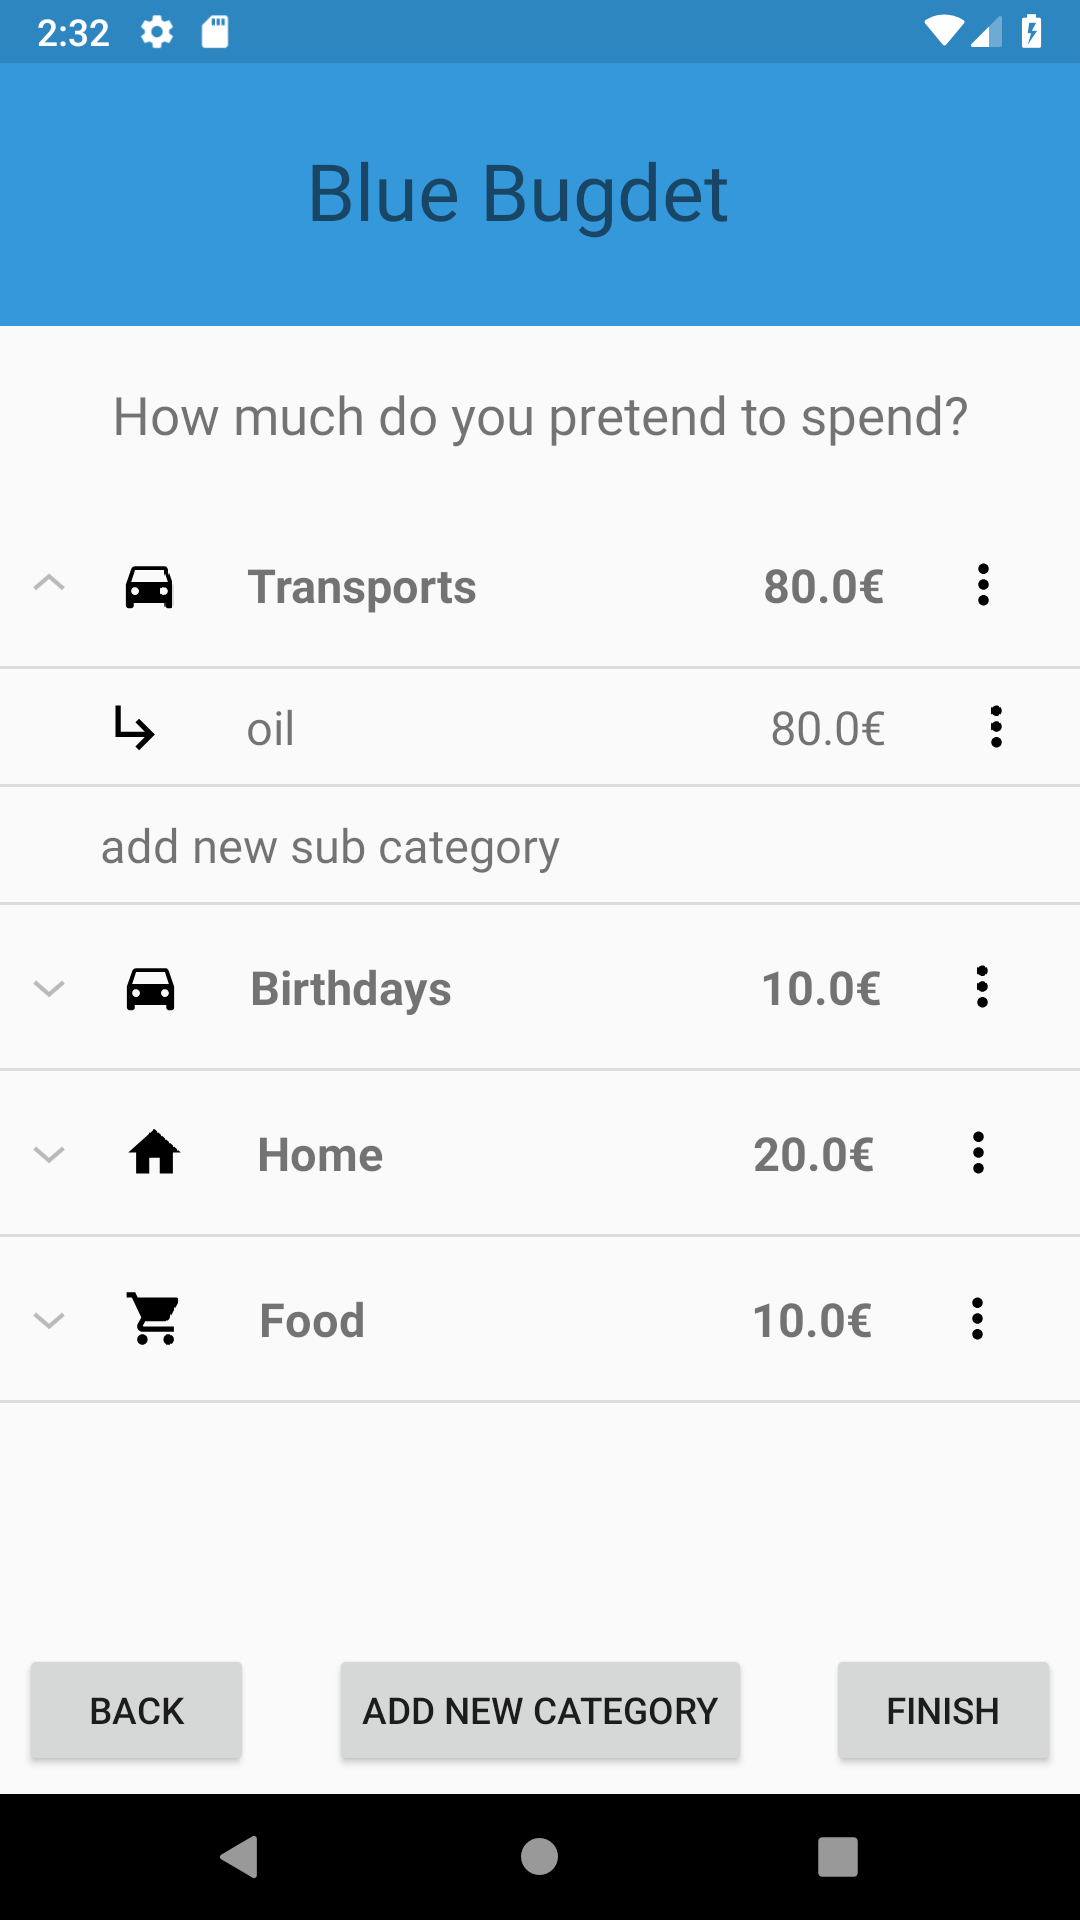 2:32
Blue Bugdet
How much do you pretend to spend?
Transports 80.0€
oil 80.0€
add new sub category
Birthdays 10.0€
Home 20.0€
Food 10.0€
BACK ADD NEW CATEGORY FINISH